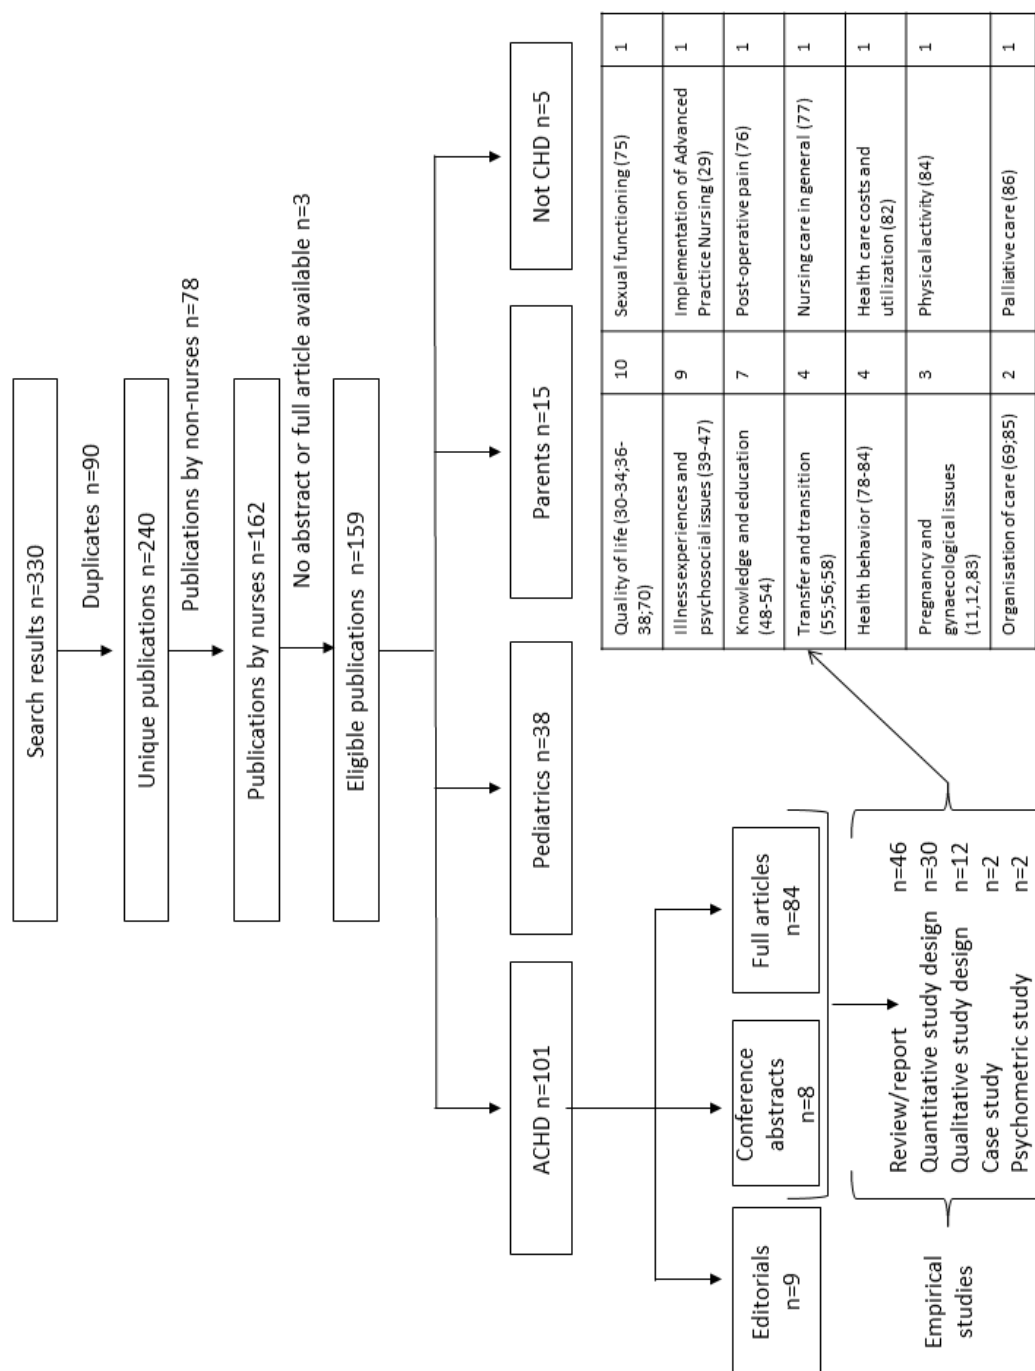 Search results n=330
Duplicates n=90
Unique publications n=240
Publications by non-nurses n=78
Publications by nurses n=162
No abstract or full article available n=3
Eligible publications n=159
ACHD n=101
Pediatrics n=38
Parents n=15
Not CHD n=5
Editorials
n=9
Conference
abstracts
n=8
Full articles
n=84
Empirical
studies
Review/report n=46
Quantitative study design n=30
Qualitative study design n=12
Case study n=2
Psychometric study n=2
Quality of life (30-34;36-
38;70)
10
Sexual functioning (75)
1
Illness experiences and
psychosocial issues (39-47)
9
Implementation of Advanced
Practice Nursing (29)
1
Knowledge and education
(48-54)
7
Post-operative pain (76)
1
Transfer and transition
(55;56;58)
4
Nursing care in general (77)
1
Health behavior (78-84)
4
Health care costs and
utilization (82)
1
Pregnancy and
gynaecological issues
(11,12,83)
3
Physical activity (84)
1
Organisation of care (69;85)
2
Palliative care (86)
1